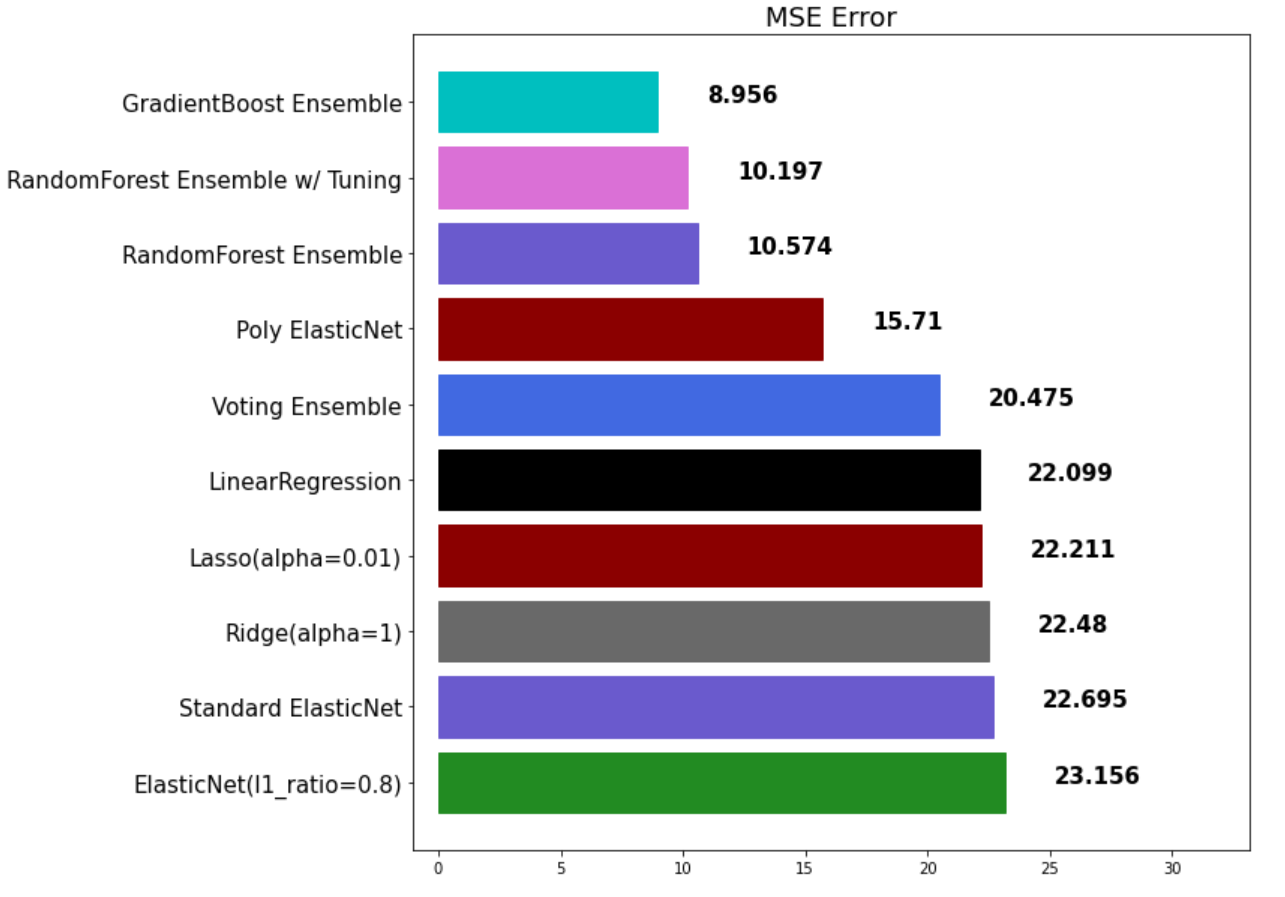 MSE Error
GradientBoost Ensemble 8.956
RandomForest Ensemble w/ Tuning 10.197
RandomForest Ensemble 10.574
Poly ElasticNet 15.71
Voting Ensemble 20.475
LinearRegression 22.099
Lasso(alpha=0.01) 22.211
Ridge(alpha=1) 22.48
Standard ElasticNet 22.695
ElasticNet(l1_ratio=0.8) 23.156
0 5 10 15 20 25 30